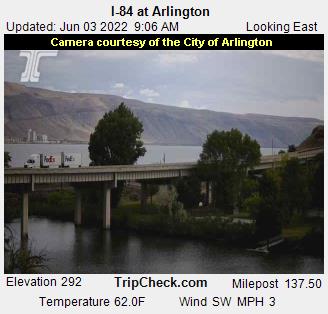 I-84 at Arlington
Updated: Jun 03 2022 9:06 AM Looking East
Camera courtesy of the City of Arlington
FedEx FedEx
Elevation 292 TripCheck.com Milepost 137.50
Temperature 62.0F Wind SW MPH 3